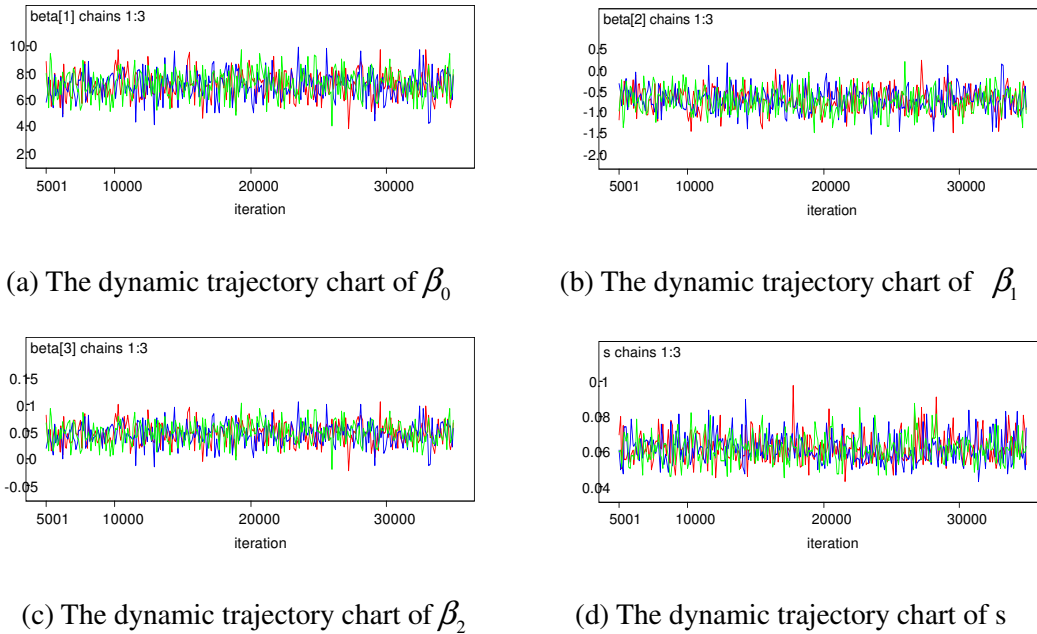 beta[1] chains 1:3
10.0
8.0
6.0
4.0
2.0
5001 10000 20000 30000
iteration
(a) The dynamic trajectory chart of β₀
beta[2] chains 1:3
0.5
0.0
-0.5
-1.0
-1.5
-2.0
5001 10000 20000 30000
iteration
(b) The dynamic trajectory chart of β₁
beta[3] chains 1:3
0.15
0.1
0.05
0.0
-0.05
5001 10000 20000 30000
iteration
(c) The dynamic trajectory chart of β₂
s chains 1:3
0.1
0.08
0.06
0.04
5001 10000 20000 30000
iteration
(d) The dynamic trajectory chart of s